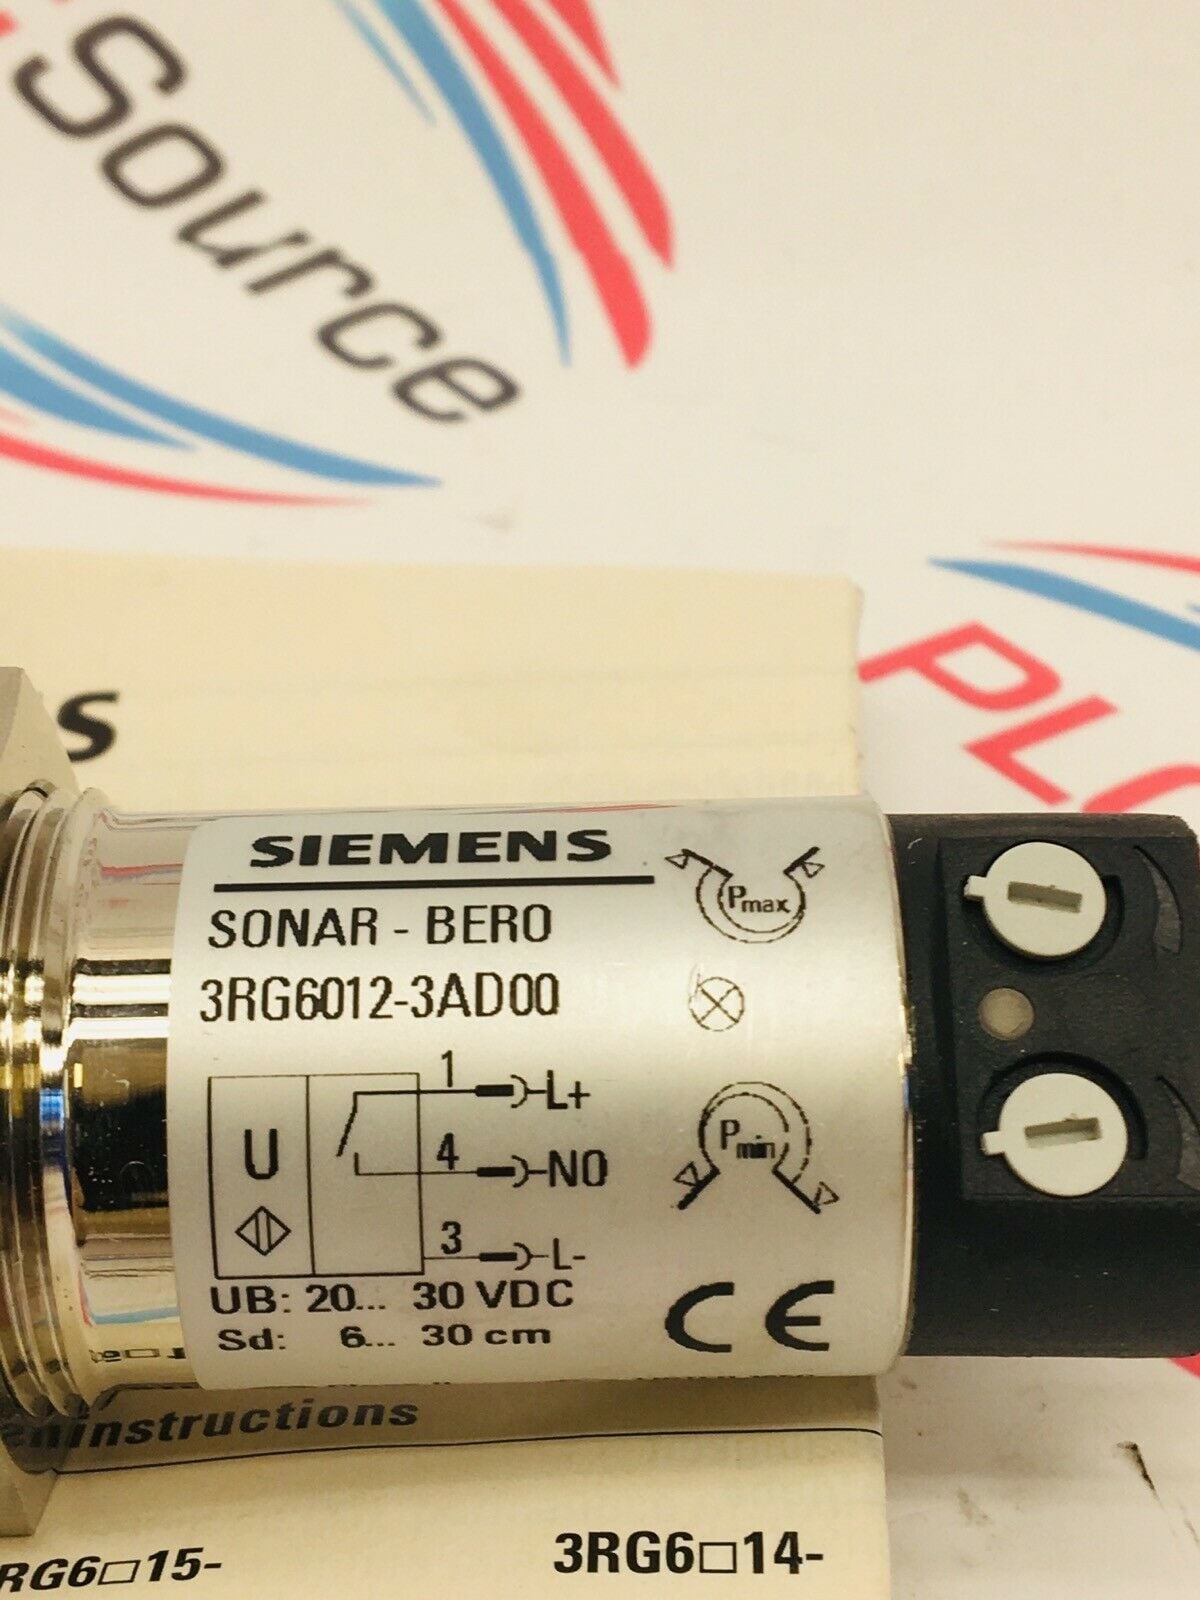 Source
PLC
S
SIEMENS
SONAR - BERO
3RG6012-3AD00
Pmax
1 L+
U
4 NO
Pmin
3 L-
UB: 20... 30 VDC
Sd: 6... 30 cm
CE
instructions
RG6□15-
3RG6□14-